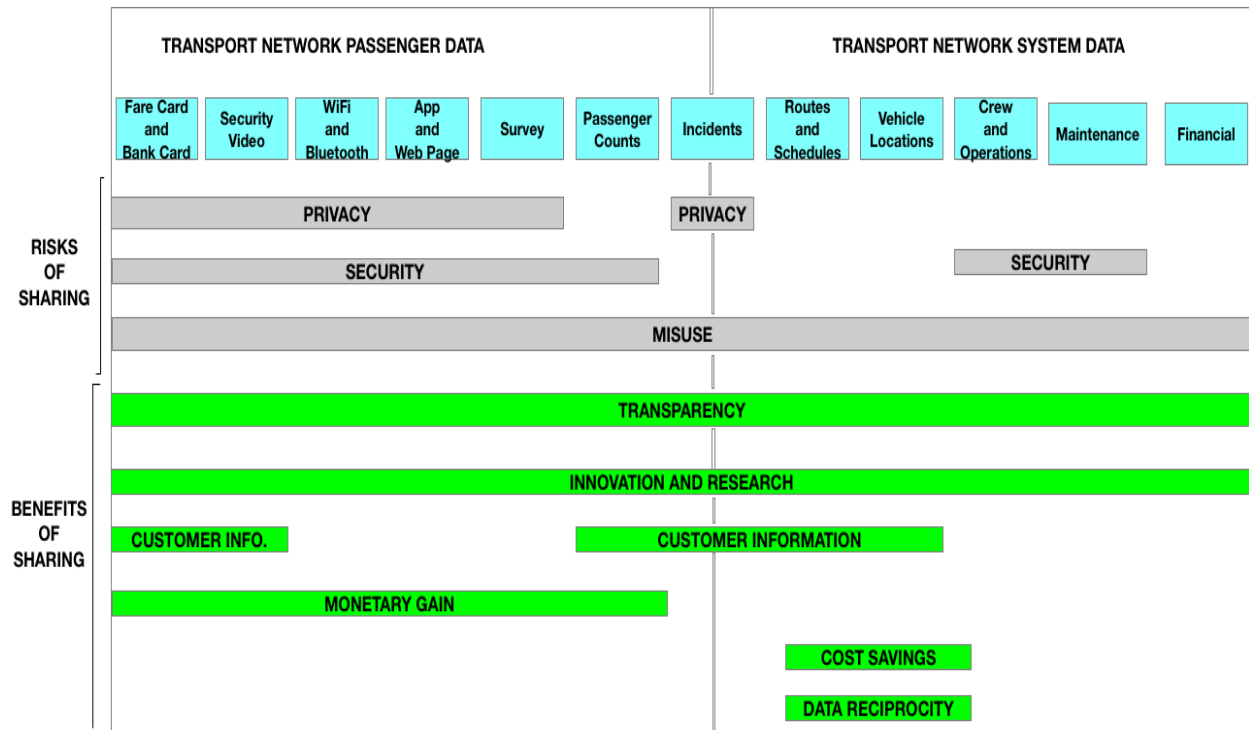 TRANSPORT NETWORK PASSENGER DATA
TRANSPORT NETWORK SYSTEM DATA
Fare Card
and
Bank Card
Security
Video
WiFi
and
Bluetooth
App
and
Web Page
Survey
Passenger
Counts
Incidents
Routes
and
Schedules
Vehicle
Locations
Crew
and
Operations
Maintenance
Financial
RISKS
OF
SHARING
PRIVACY
PRIVACY
SECURITY
SECURITY
MISUSE
BENEFITS
OF
SHARING
TRANSPARENCY
INNOVATION AND RESEARCH
CUSTOMER INFO.
CUSTOMER INFORMATION
MONETARY GAIN
COST SAVINGS
DATA RECIPROCITY